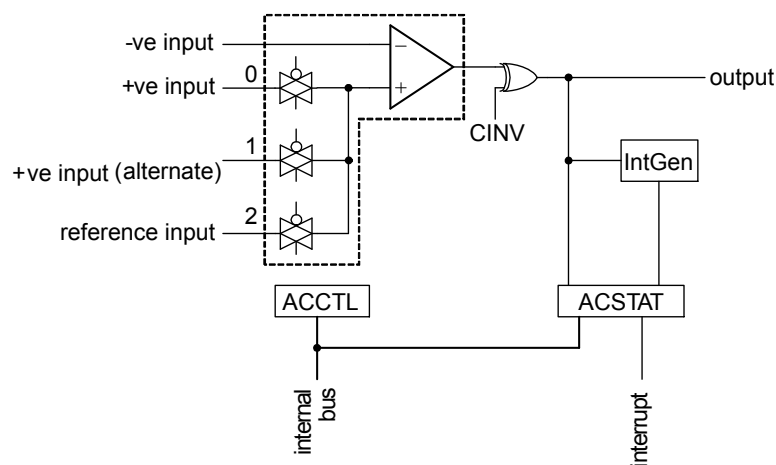 -ve input
−
0
+ve input
+
output
CINV
1
+ve input (alternate)
IntGen
2
reference input
ACCTL
ACSTAT
internal
bus
interrupt